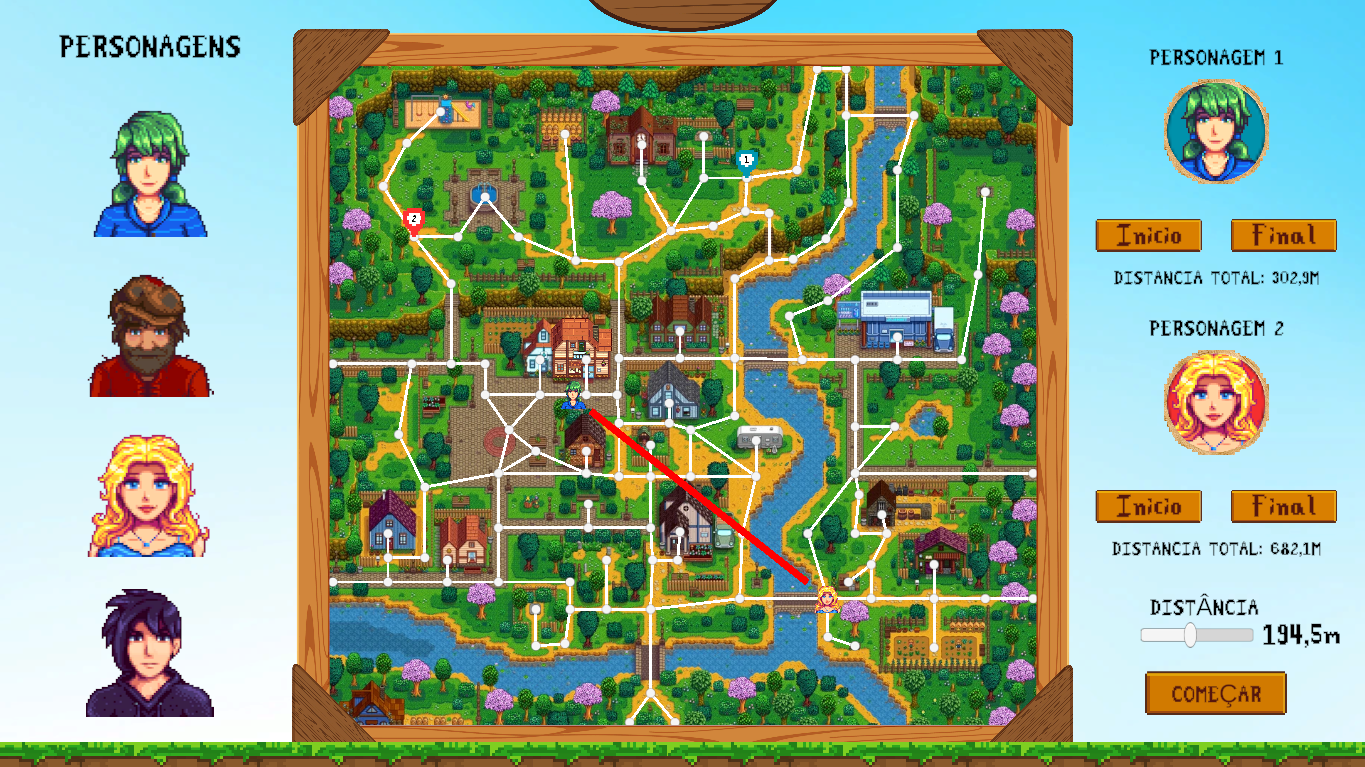 PERSONAGENS
1
2
PERSONAGEM 1
Inicio
Final
DISTANCIA TOTAL: 302,9M
PERSONAGEM 2
Inicio
Final
DISTANCIA TOTAL: 682,1M
DISTÂNCIA
194,5m
COMEÇAR